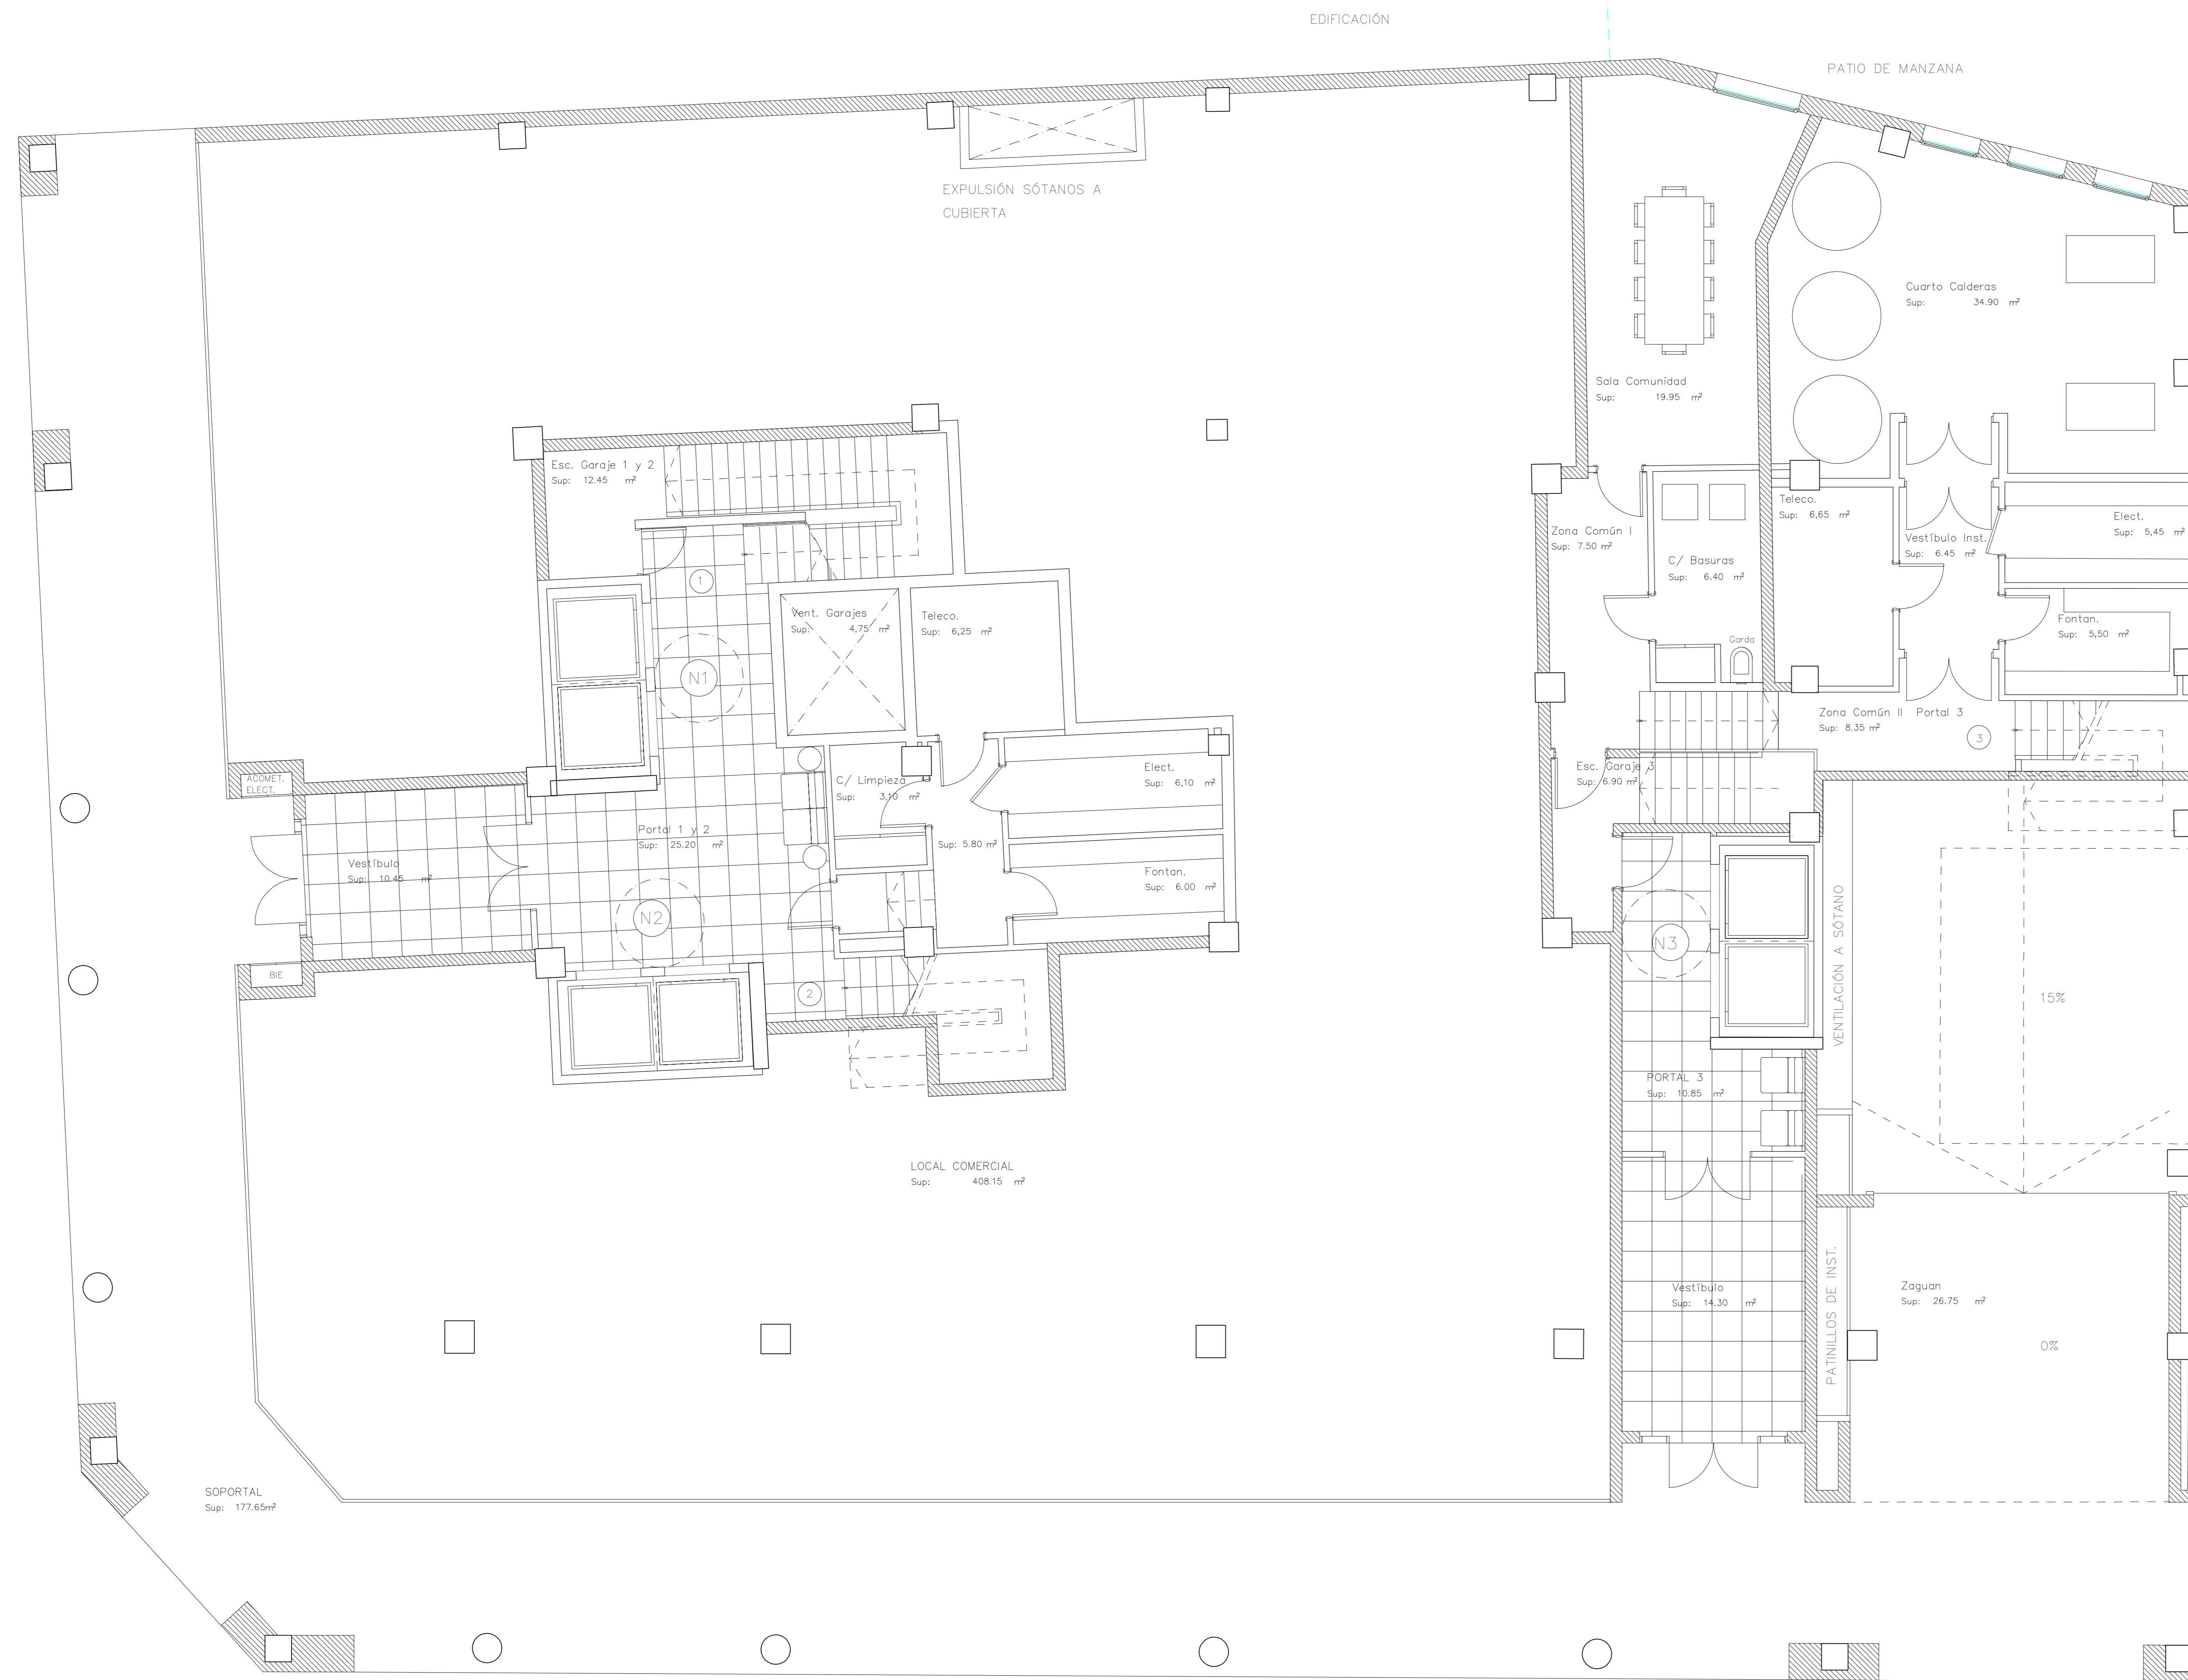 EDIFICACIÓN
PATIO DE MANZANA
EXPULSIÓN SÓTANOS A
CUBIERTA
Cuarto Calderas
Sup: 34.90 m²
Sala Comunidad
Sup: 19.95 m²
Esc. Garaje 1 y 2
Sup: 12.45 m²
Teleco.
Sup: 6,65 m²
Elect.
Sup: 5,45 m²
Zona Común I
Sup: 7.50 m²
Vestíbulo Inst.
Sup: 6.45 m²
C/ Basuras
Sup: 6.40 m²
1
Vent. Garajes
Sup: 4,75 m²
Teleco.
Sup: 6,25 m²
Fontan.
Sup: 5,50 m²
Garda
N1
Zona Común II Portal 3
Sup: 8.35 m²
3
ACOMET.
ELECT.
C/ Limpieza
Sup: 3,10 m²
Elect.
Sup: 6,10 m²
Esc. Garaje 3
Sup: 6.90 m²
Portal 1 y 2
Sup: 25.20 m²
Sup: 5.80 m²
Vestíbulo
Sup: 10.45 m²
Fontan.
Sup: 6.00 m²
N2
N3
VENTILACIÓN A SÓTANO
BIE
2
15%
PORTAL 3
Sup: 10.85 m²
LOCAL COMERCIAL
Sup: 408.15 m²
Vestíbulo
Sup: 14.30 m²
PATINILLOS DE INST.
Zaguan
Sup: 26.75 m²
0%
SOPORTAL
Sup: 177.65m²